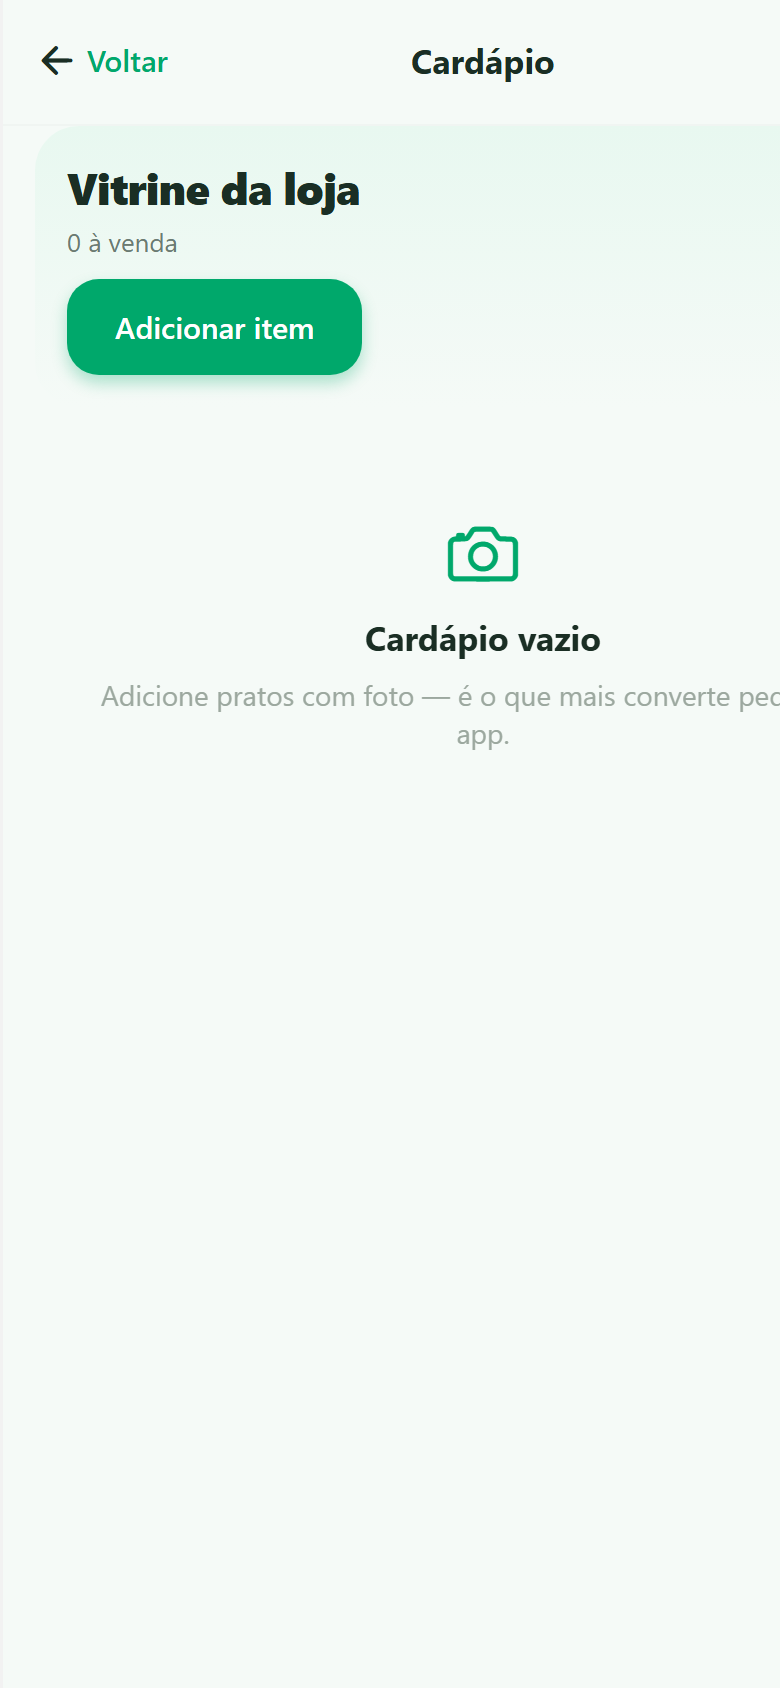 Voltar
Cardápio
Vitrine da loja
0 à venda
Adicionar item
Cardápio vazio
Adicione pratos com foto — é o que mais converte
app.